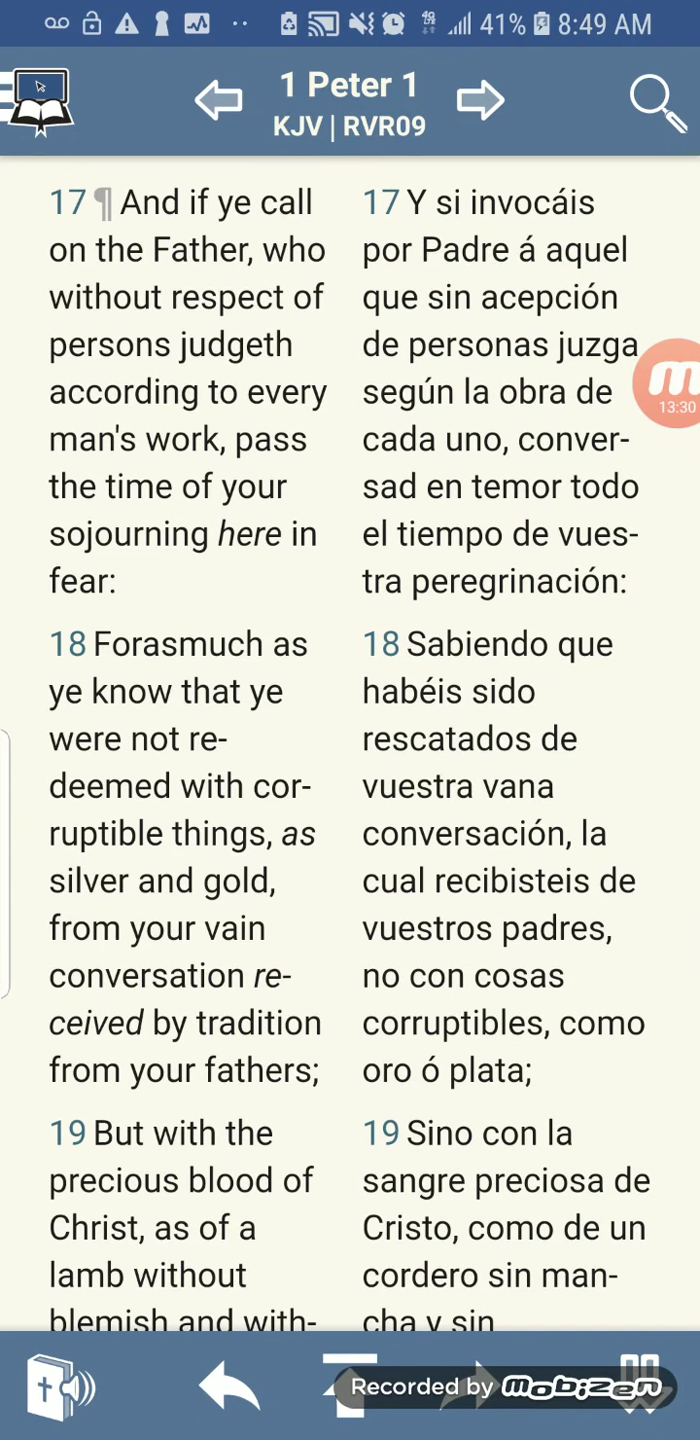 41% 8:49 AM
1 Peter 1
KJV | RVR09
17 ¶ And if ye call
on the Father, who
without respect of
persons judgeth
according to every
man's work, pass
the time of your
sojourning here in
fear:
18 Forasmuch as
ye know that ye
were not re-
deemed with cor-
ruptible things, as
silver and gold,
from your vain
conversation re-
ceived by tradition
from your fathers;
19 But with the
precious blood of
Christ, as of a
lamb without
blemish and with-
17 Y si invocáis
por Padre á aquel
que sin acepción
de personas juzga
según la obra de
cada uno, conver-
sad en temor todo
el tiempo de vues-
tra peregrinación:
18 Sabiendo que
habéis sido
rescatados de
vuestra vana
conversación, la
cual recibisteis de
vuestros padres,
no con cosas
corruptibles, como
oro ó plata;
19 Sino con la
sangre preciosa de
Cristo, como de un
cordero sin man-
cha y sin
m
13:30
Recorded by mobizen